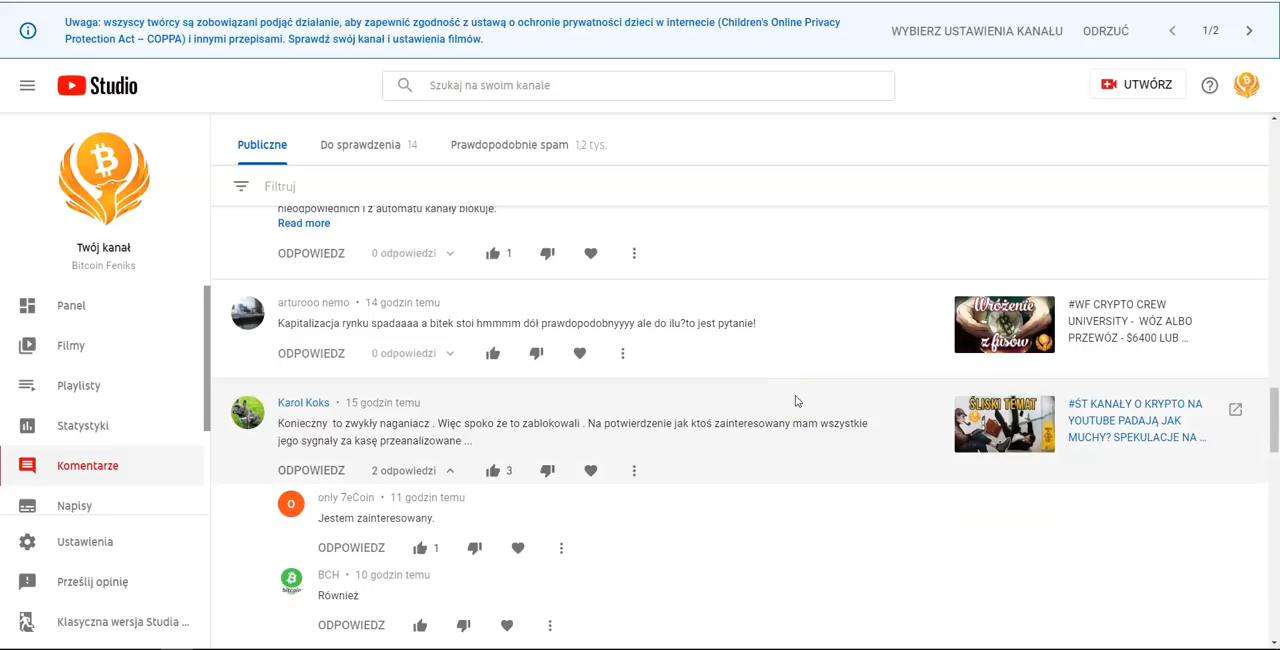 Uwaga: wszyscy twórcy są zobowiązani podjąć działanie, aby zapewnić zgodność z ustawą o ochronie prywatności dzieci w internecie (Children's Online Privacy
Protection Act – COPPA) i innymi przepisami. Sprawdź swój kanał i ustawienia filmów.
WYBIERZ USTAWIENIA KANAŁU
ODRZUĆ
1/2
Studio
Szukaj na swoim kanale
UTWÓRZ
Twój kanał
Bitcoin Feniks
Panel
Filmy
Playlisty
Statystyki
Komentarze
Napisy
Ustawienia
Prześlij opinię
Klasyczna wersja Studia ...
Publiczne
Do sprawdzenia 14
Prawdopodobnie spam 1,2 tys.
Filtruj
nieodpowiednich i z automatu kanały blokuje.
Read more
ODPOWIEDZ 0 odpowiedzi 1
arturooo nemo • 14 godzin temu
Kapitalizacja rynku spadaaaa a bitek stoi hmmmm dół prawdopodobnyyyy ale do ilu?to jest pytanie!
ODPOWIEDZ 0 odpowiedzi
Wróżenie
z fusów
#WF CRYPTO CREW
UNIVERSITY - WÓZ ALBO
PRZEWÓZ - $6400 LUB ...
Karol Koks • 15 godzin temu
Konieczny to zwykły naganiacz . Więc spoko że to zablokowali . Na potwierdzenie jak ktoś zainteresowany mam wszystkie
jego sygnały za kasę przeanalizowane ...
ODPOWIEDZ 2 odpowiedzi 3
ŚLISKI TEMAT
#ŚT KANAŁY O KRYPTO NA
YOUTUBE PADAJĄ JAK
MUCHY? SPEKULACJE NA ...
O
only 7eCoin • 11 godzin temu
Jestem zainteresowany.
ODPOWIEDZ 1
bitcoin
BCH • 10 godzin temu
Również
ODPOWIEDZ